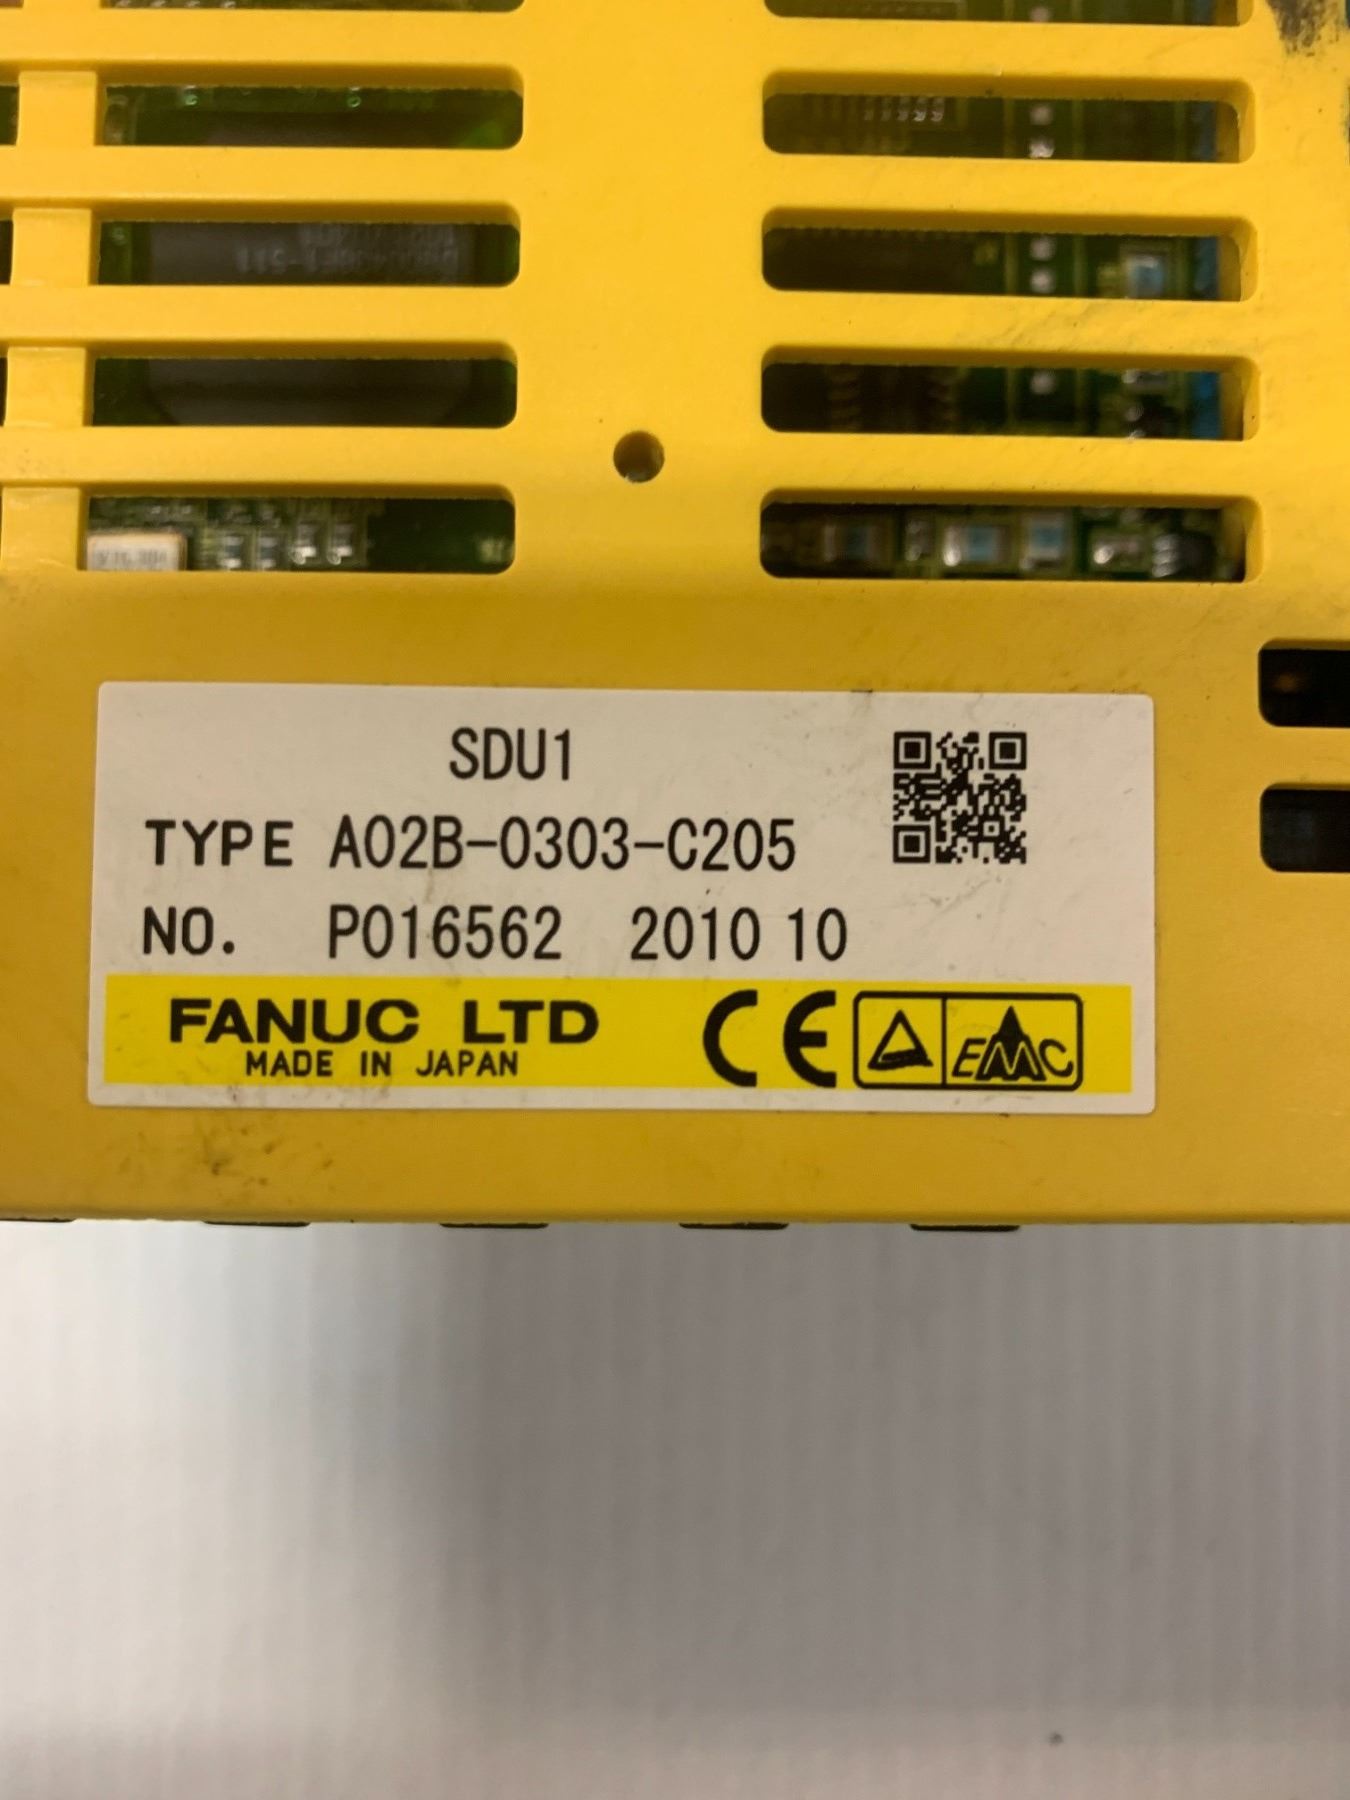 SDU1
TYPE A02B-0303-C205
NO. P016562 2010 10
FANUC LTD
MADE IN JAPAN
CE
EMC